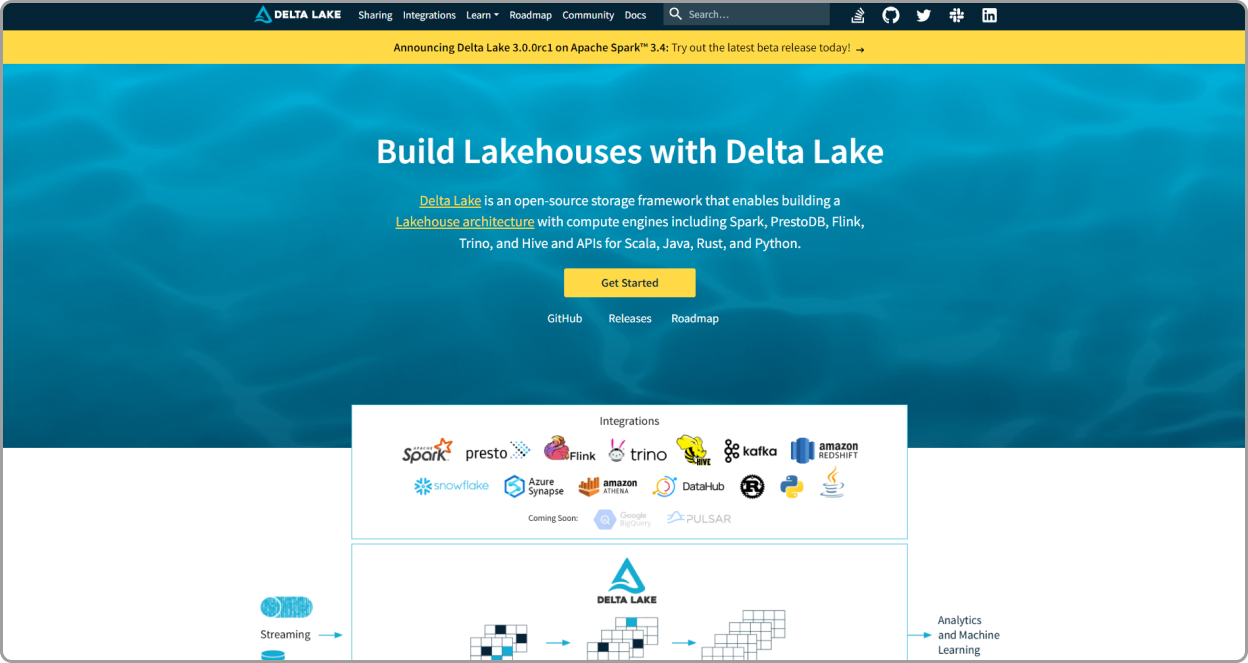 DELTA LAKE Sharing Integrations Learn Roadmap Community Docs Search...
Announcing Delta Lake 3.0.0rc1 on Apache Spark™ 3.4: Try out the latest beta release today! →
Build Lakehouses with Delta Lake
Delta Lake is an open-source storage framework that enables building a
Lakehouse architecture with compute engines including Spark, PrestoDB, Flink,
Trino, and Hive and APIs for Scala, Java, Rust, and Python.
Get Started
GitHub Releases Roadmap
Integrations
APACHE Spark presto Flink trino HIVE kafka amazon REDSHIFT
snowflake Azure Synapse amazon ATHENA DataHub R
Coming Soon: Google BigQuery PULSAR
DELTA LAKE
Streaming
Analytics
and Machine
Learning